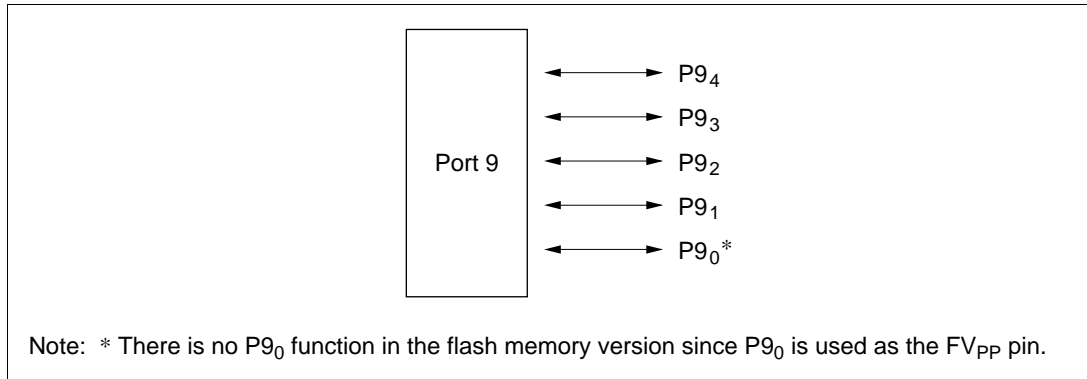 P9₄
P9₃
Port 9
P9₂
P9₁
P9₀*
Note: * There is no P9₀ function in the flash memory version since P9₀ is used as the FVPP pin.